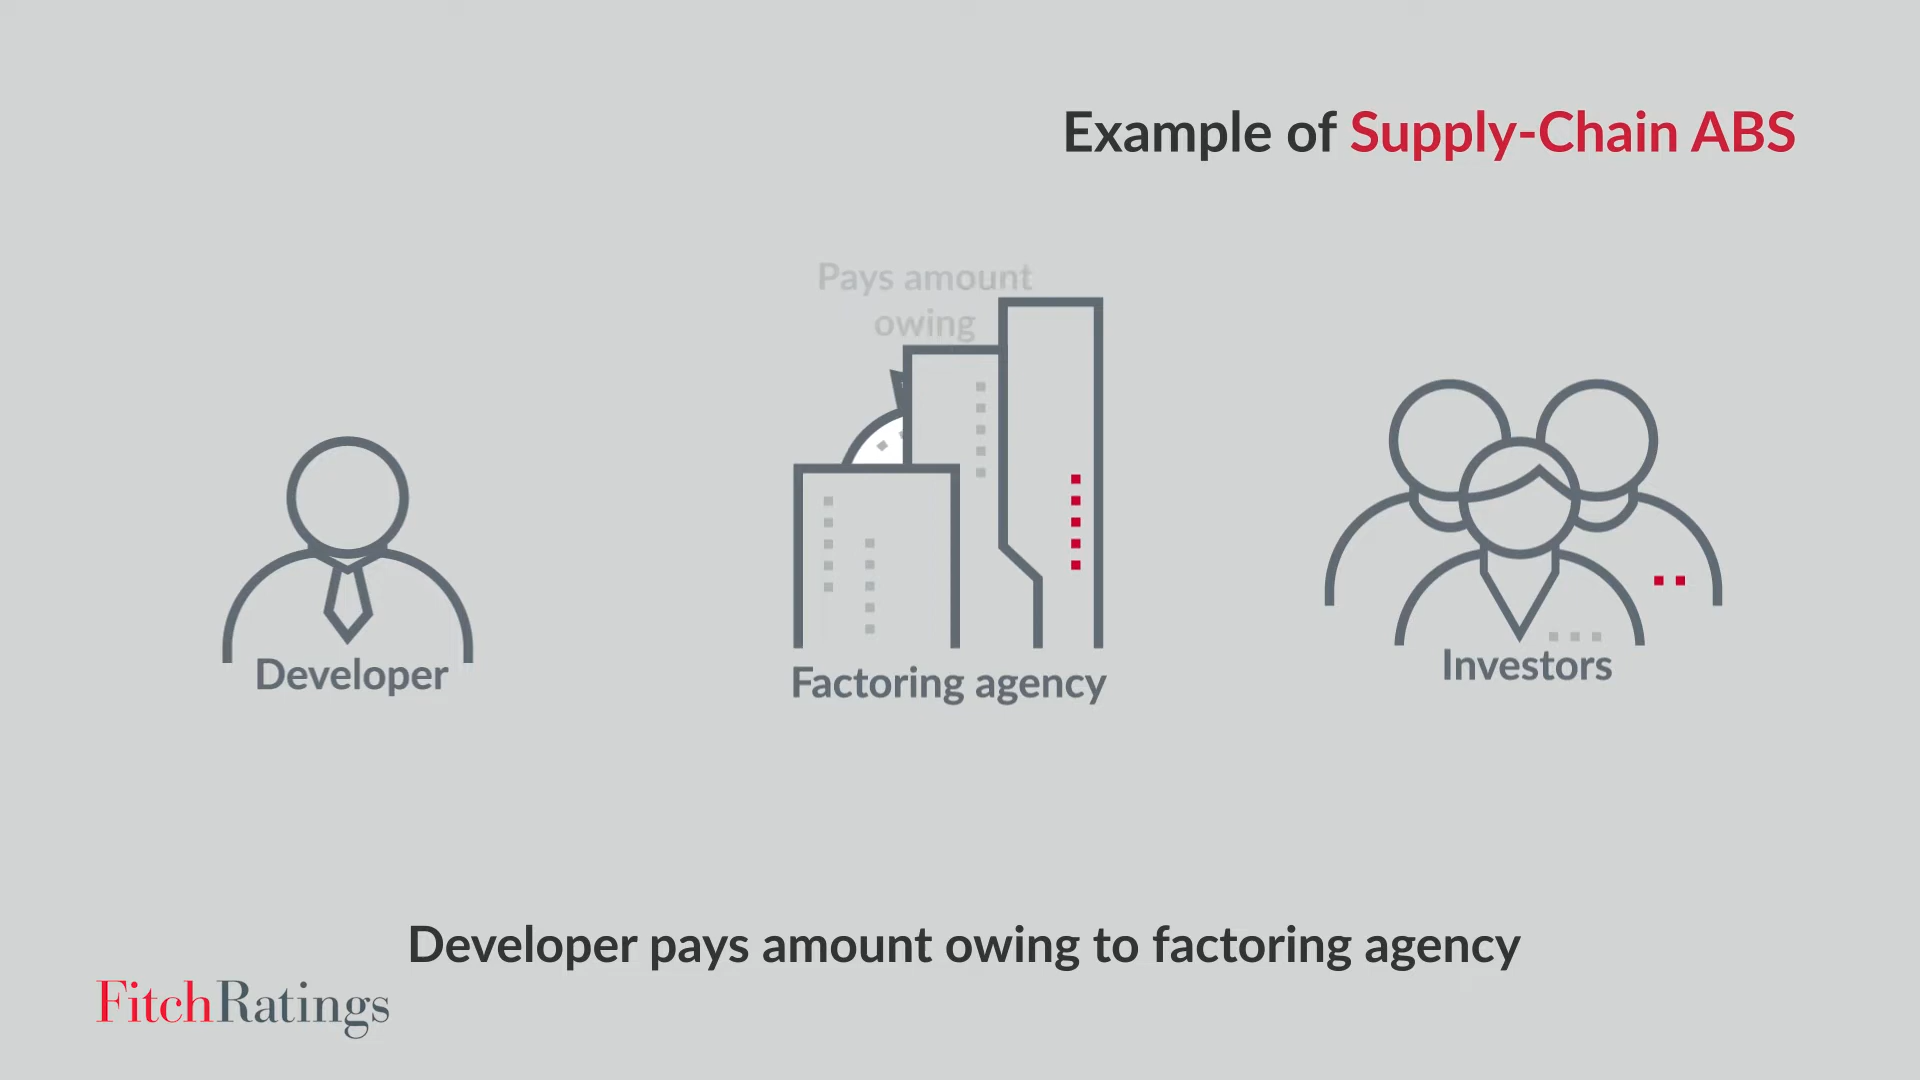 Example of Supply-Chain ABS
Pays amount
owing
Developer
Factoring agency
Investors
Developer pays amount owing to factoring agency
FitchRatings